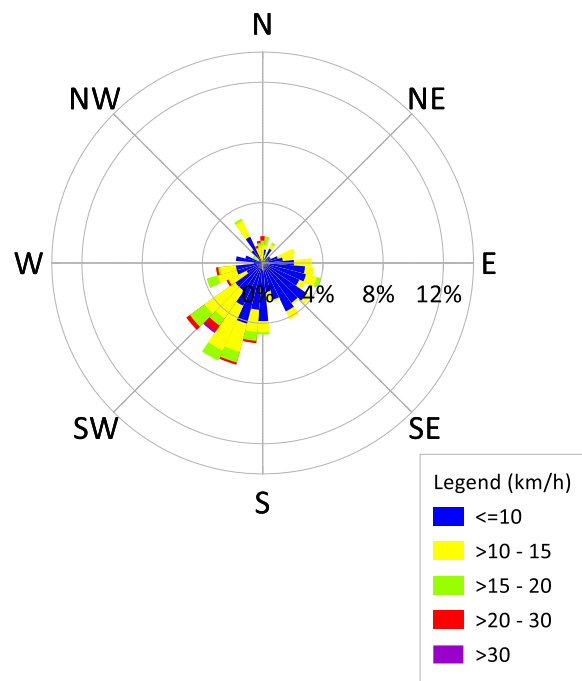 N
NW
NE
W
E
0%
4%
8%
12%
SW
SE
S
Legend (km/h)
<=10
>10 - 15
>15 - 20
>20 - 30
>30